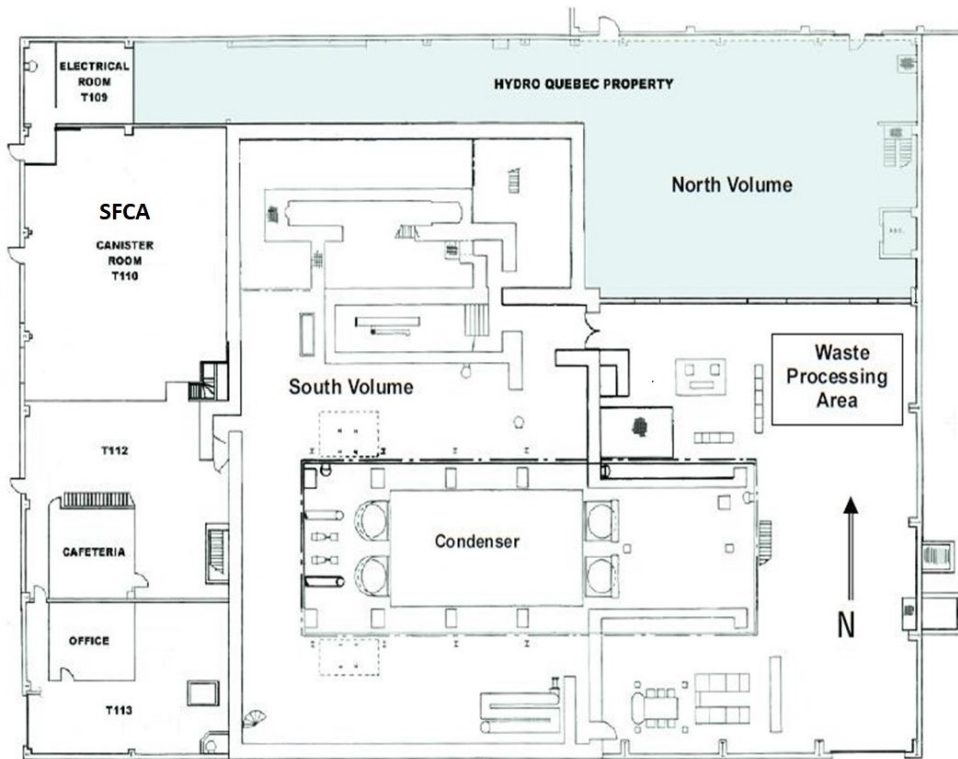 ELECTRICAL
ROOM
T109
HYDRO QUEBEC PROPERTY
North Volume
SFCA
CANISTER
ROOM
T110
South Volume
Waste
Processing
Area
T112
Condenser
CAFETERIA
N
OFFICE
T113